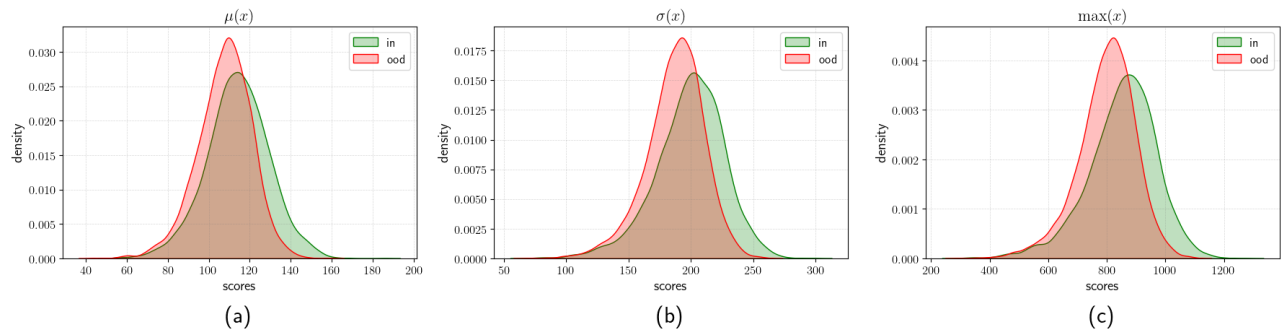 μ(x)
0.030
0.025
0.020
0.015
0.010
0.005
0.000
density
40 60 80 100 120 140 160 180 200
scores
in
ood
(a)
σ(x)
0.0175
0.0150
0.0125
0.0100
0.0075
0.0050
0.0025
0.000
density
50 100 150 200 250 300
scores
in
ood
(b)
max(x)
0.004
0.003
0.002
0.001
0.000
density
200 400 600 800 1000 1200
scores
in
ood
(c)